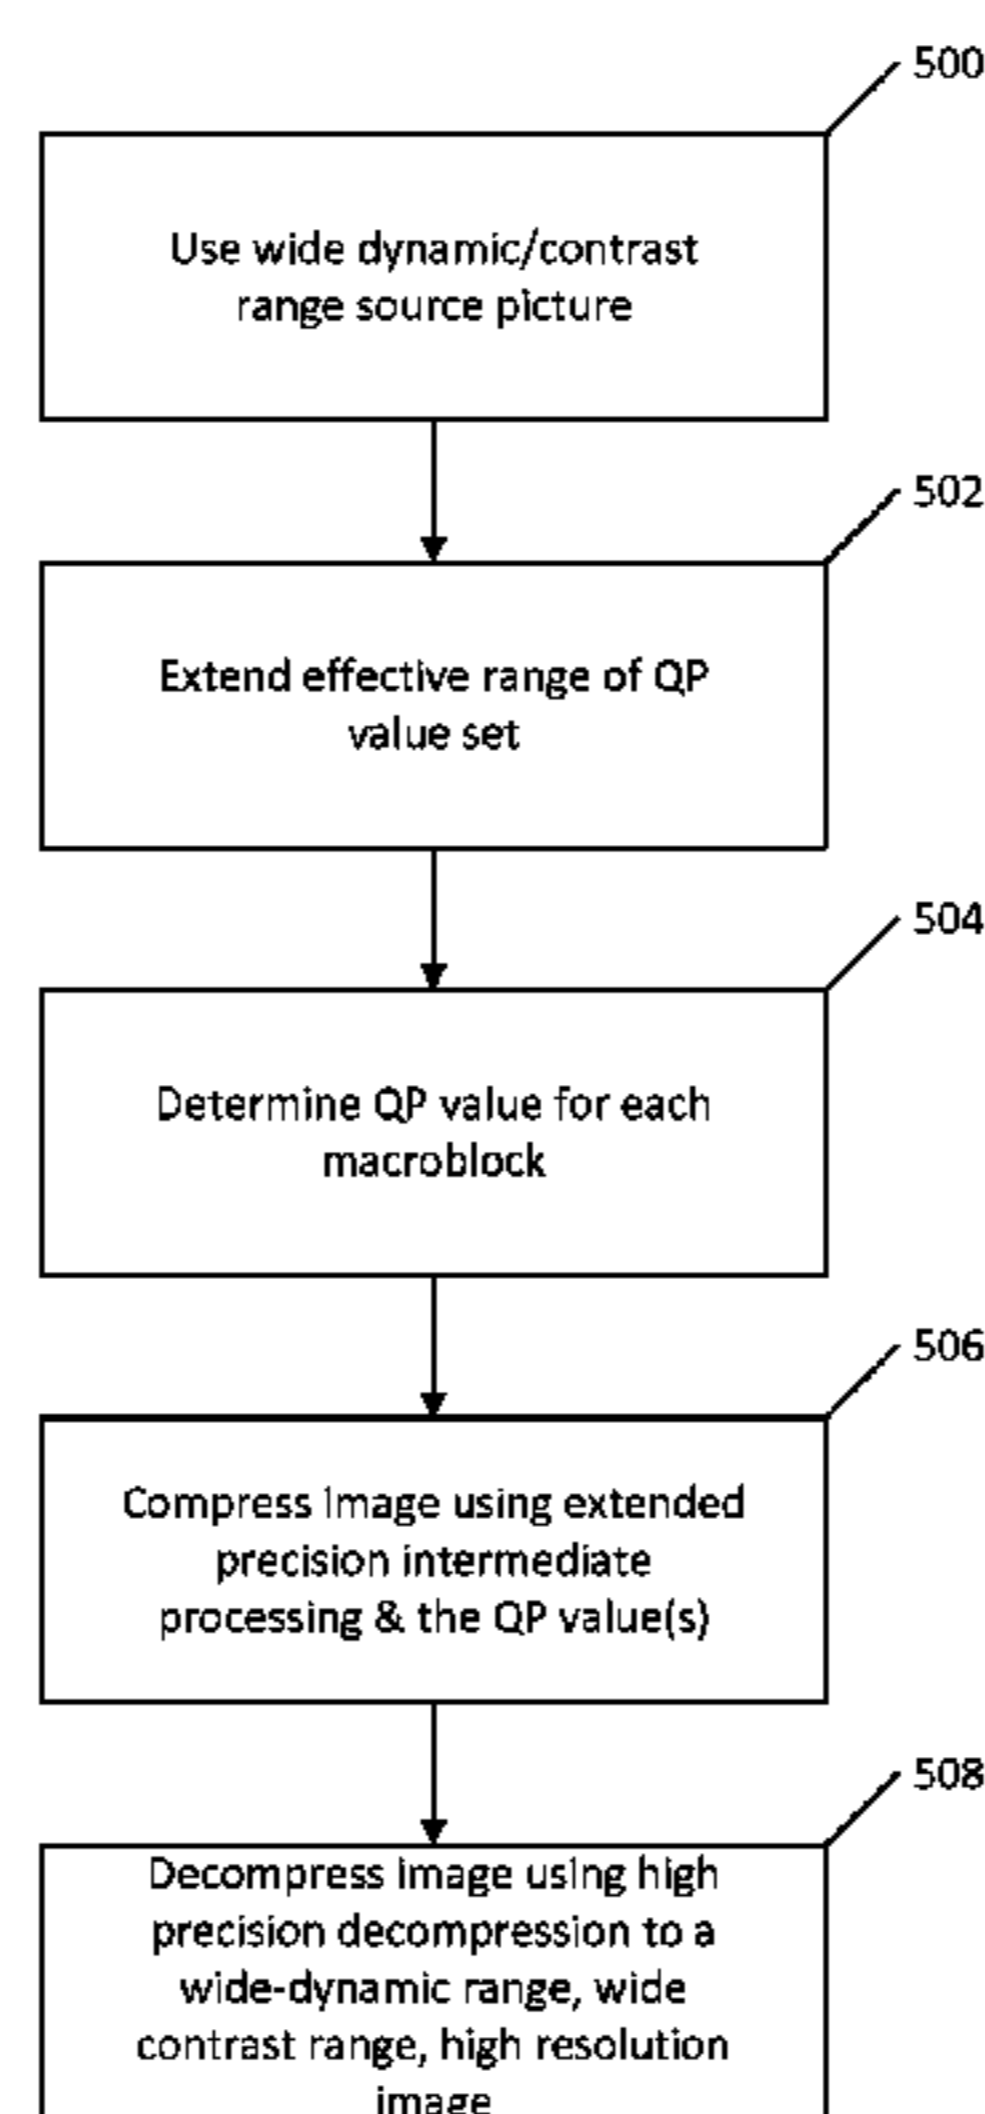 500
Use wide dynamic/contrast
range source picture
502
Extend effective range of QP
value set
504
Determine QP value for each
macroblock
506
Compress image using extended
precision intermediate
processing & the QP value(s)
508
Decompress image using high
precision decompression to a
wide-dynamic range, wide
contrast range, high resolution
image